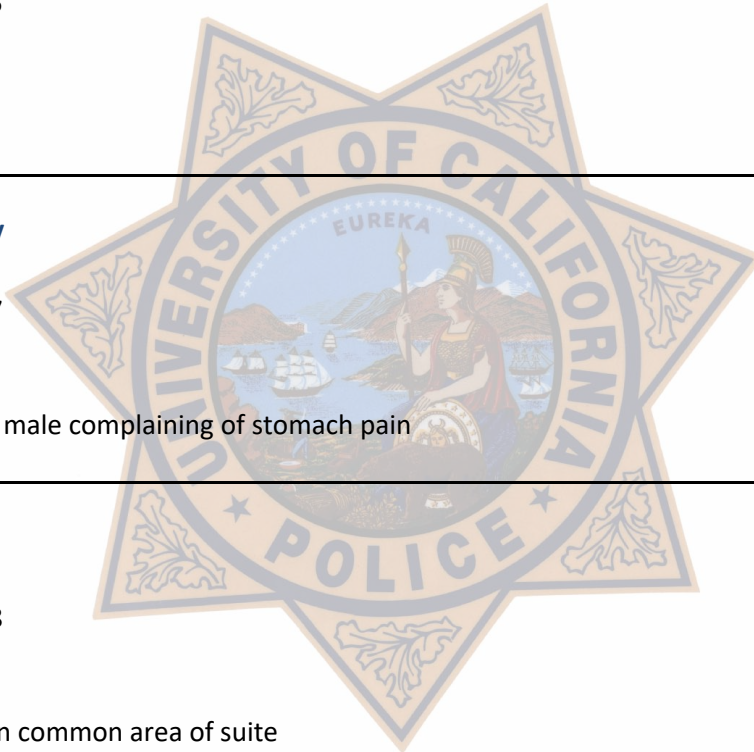 UNIVERSITY OF CALIFORNIA
EUREKA
male complaining of stomach pain
POLICE
common area of suite